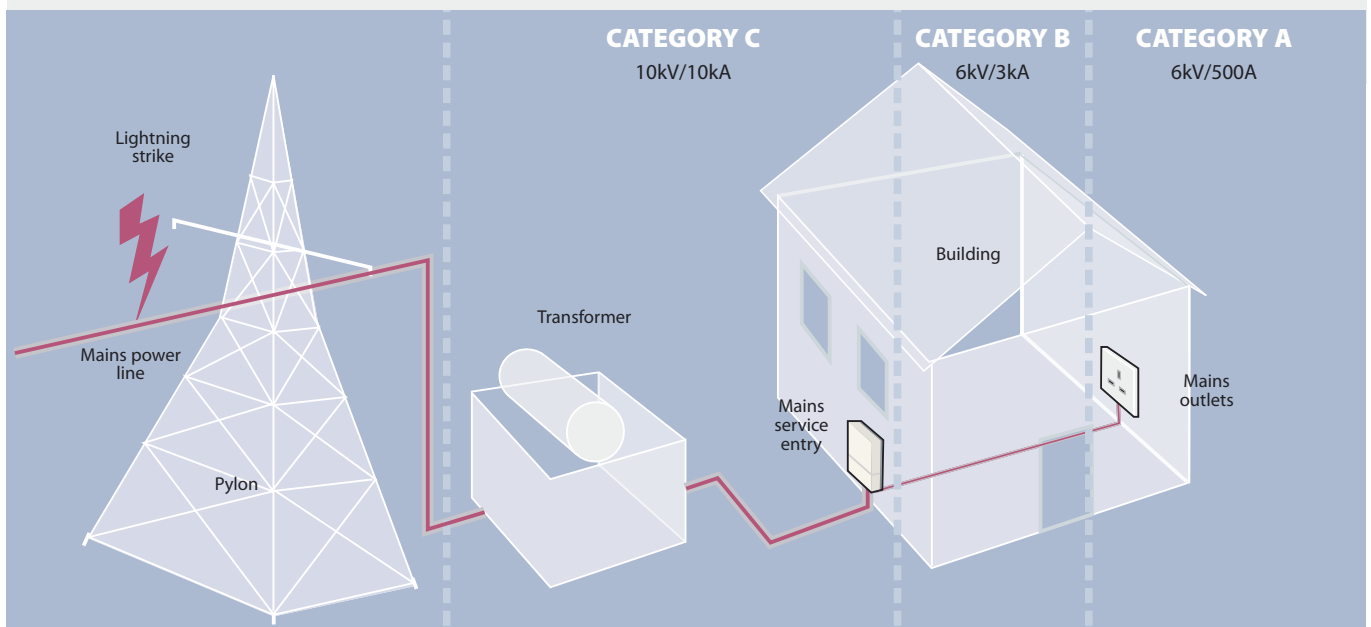 CATEGORY C
10kV/10kA
CATEGORY B
6kV/3kA
CATEGORY A
6kV/500A
Lightning
strike
Mains power
line
Pylon
Transformer
Building
Mains
service
entry
Mains
outlets